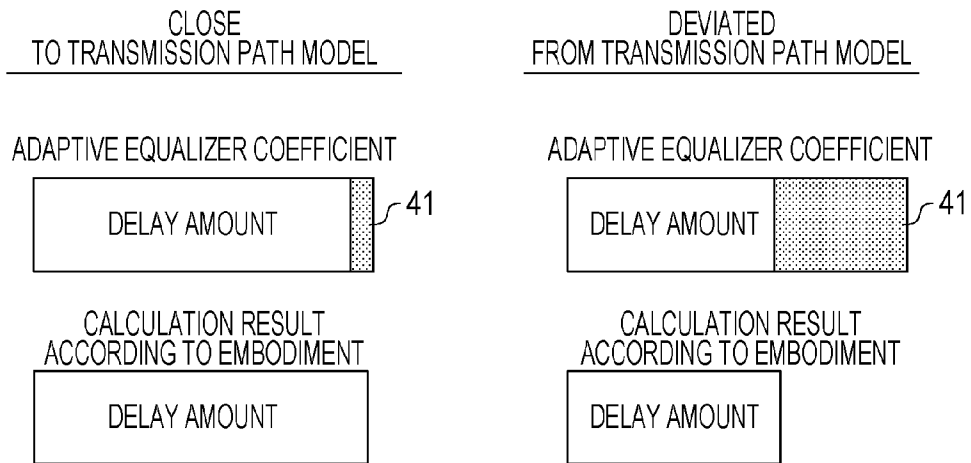 CLOSE
TO TRANSMISSION PATH MODEL
ADAPTIVE EQUALIZER COEFFICIENT
DELAY AMOUNT
41
CALCULATION RESULT
ACCORDING TO EMBODIMENT
DELAY AMOUNT
DEVIATED
FROM TRANSMISSION PATH MODEL
ADAPTIVE EQUALIZER COEFFICIENT
DELAY AMOUNT
41
CALCULATION RESULT
ACCORDING TO EMBODIMENT
DELAY AMOUNT